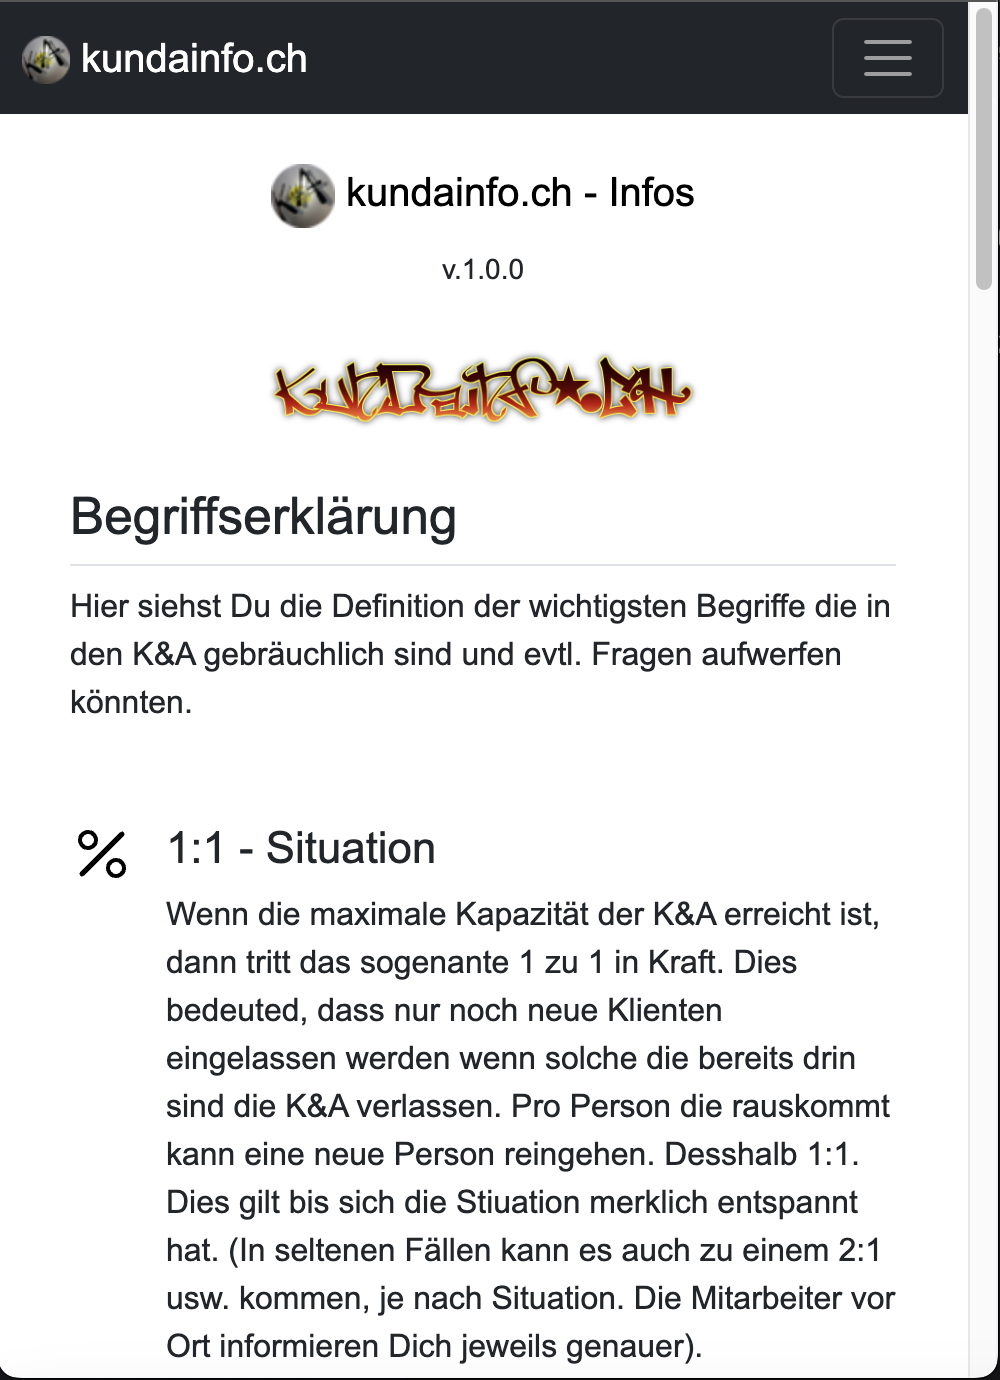 kundainfo.ch
kundainfo.ch - Infos
v.1.0.0
KunDainfo.CH
Begriffserklärung
Hier siehst Du die Definition der wichtigsten Begriffe die in
den K&A gebräuchlich sind und evtl. Fragen aufwerfen
könnten.
1:1 - Situation
Wenn die maximale Kapazität der K&A erreicht ist,
dann tritt das sogenante 1 zu 1 in Kraft. Dies
bedeuted, dass nur noch neue Klienten
eingelassen werden wenn solche die bereits drin
sind die K&A verlassen. Pro Person die rauskommt
kann eine neue Person reingehen. Desshalb 1:1.
Dies gilt bis sich die Stiuation merklich entspannt
hat. (In seltenen Fällen kann es auch zu einem 2:1
usw. kommen, je nach Situation. Die Mitarbeiter vor
Ort informieren Dich jeweils genauer).